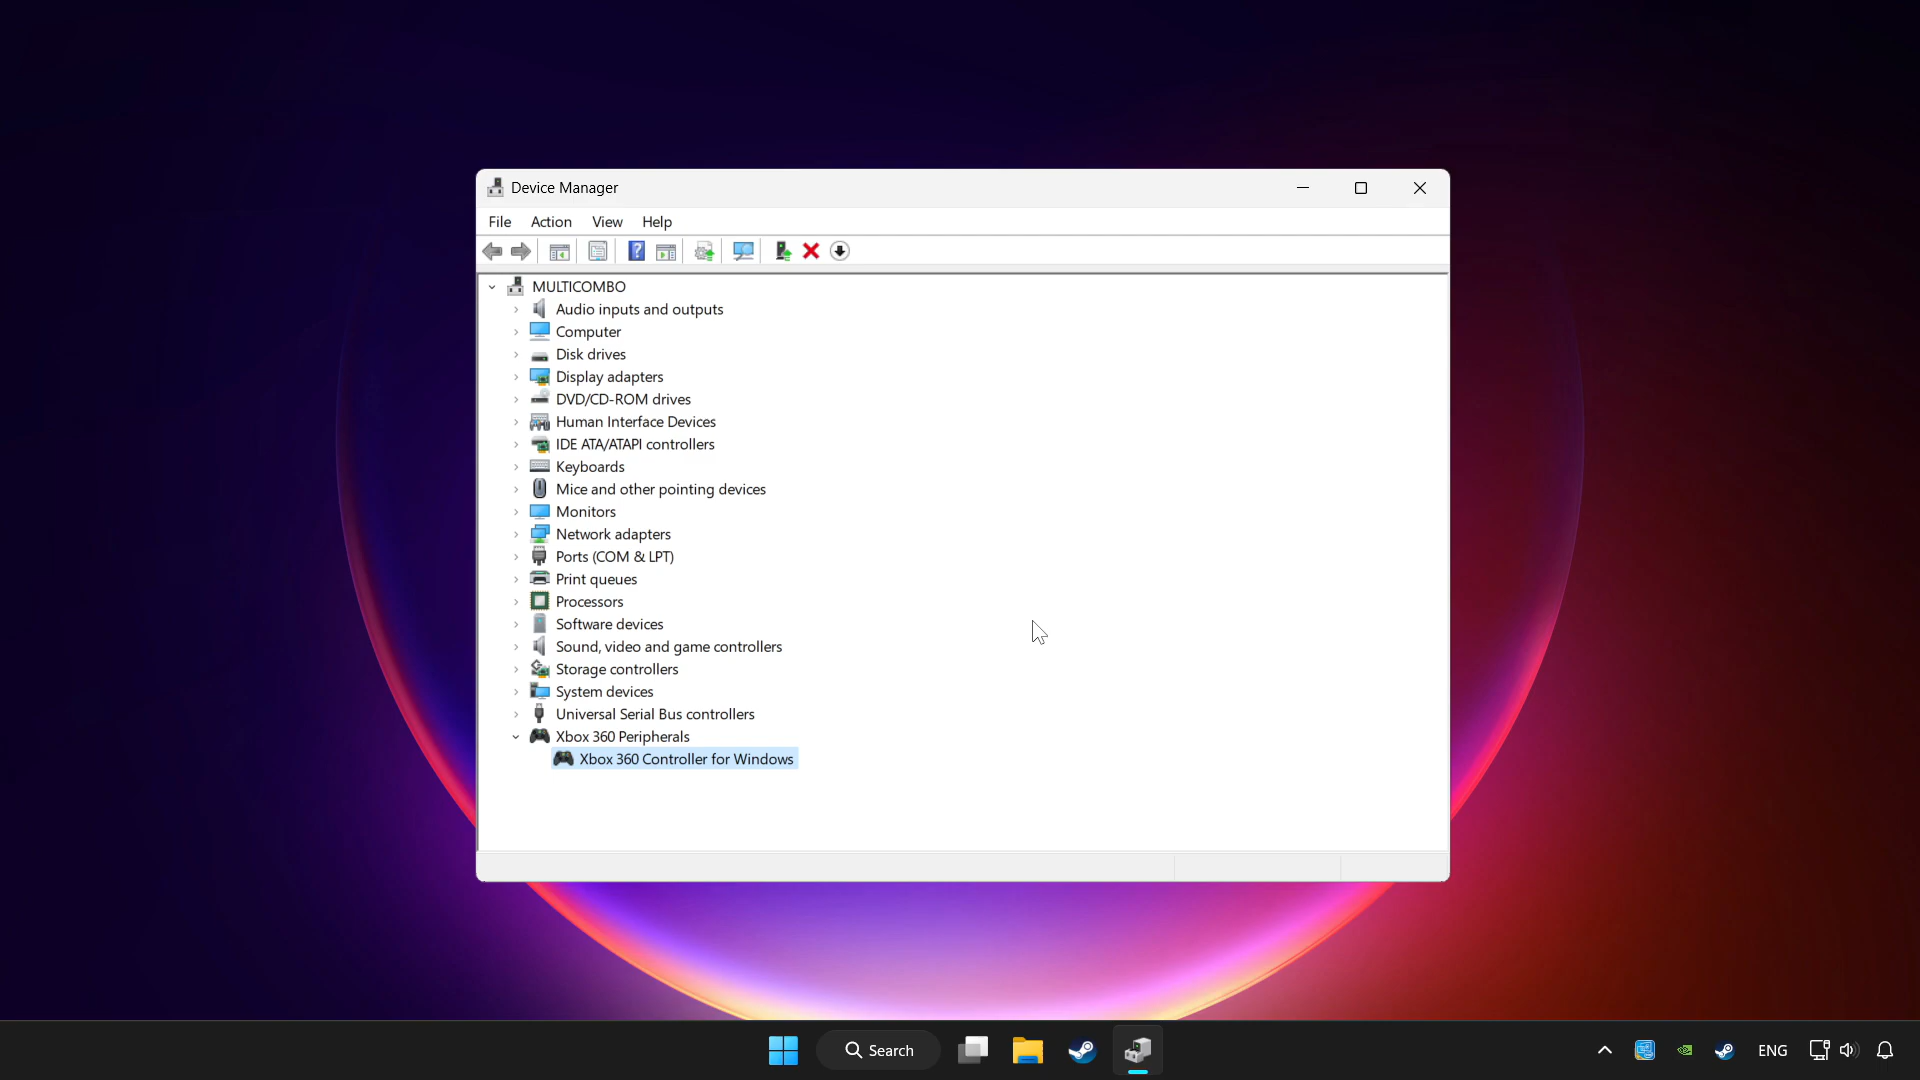 Device Manager
File Action View Help
MULTICOMBO
Audio inputs and outputs
Computer
Disk drives
Display adapters
DVD/CD-ROM drives
Human Interface Devices
IDE ATA/ATAPI controllers
Keyboards
Mice and other pointing devices
Monitors
Network adapters
Ports (COM & LPT)
Print queues
Processors
Software devices
Sound, video and game controllers
Storage controllers
System devices
Universal Serial Bus controllers
Xbox 360 Peripherals
Xbox 360 Controller for Windows
Search
ENG